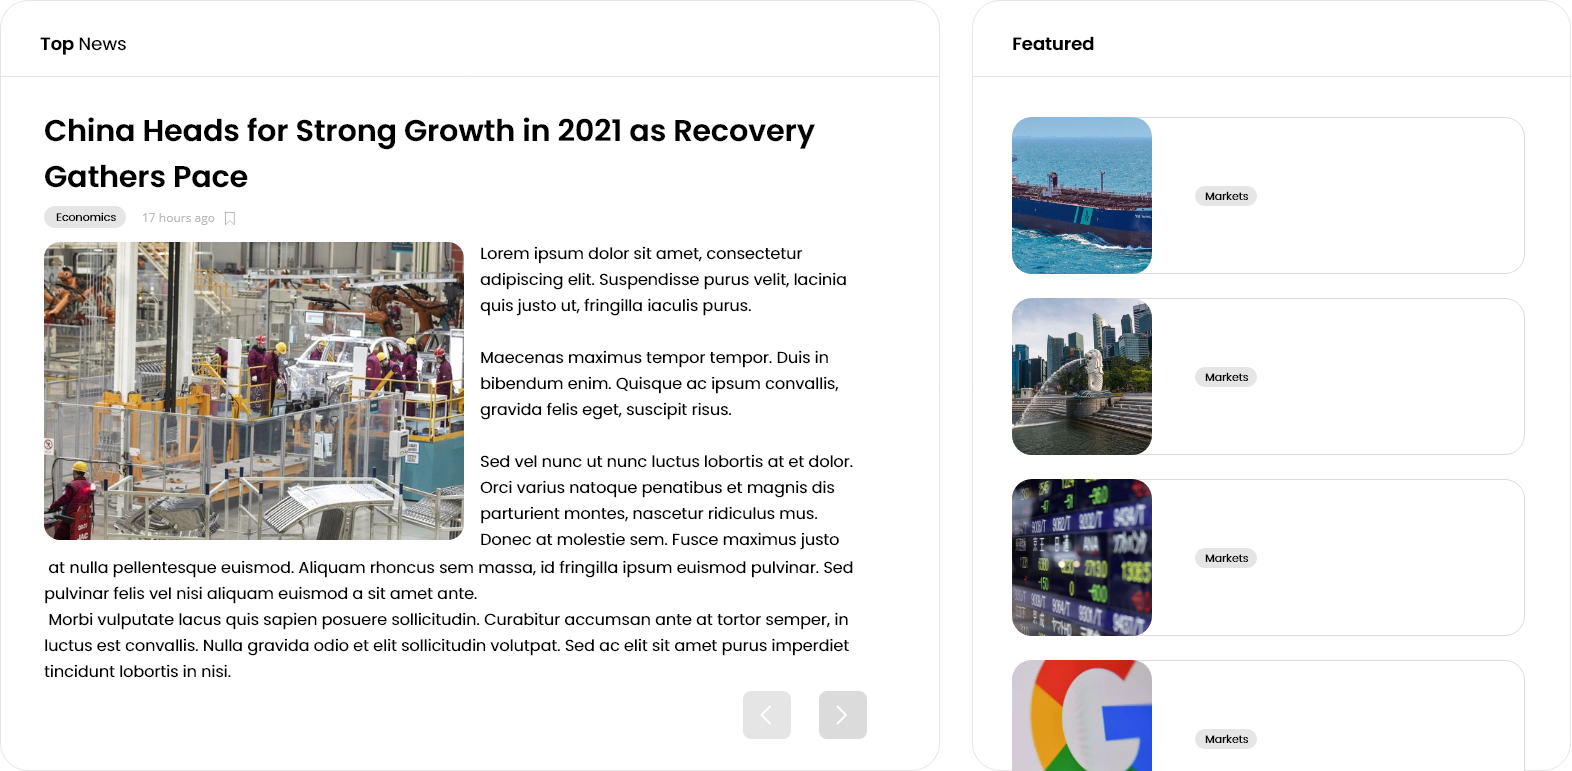 Top News
China Heads for Strong Growth in 2021 as Recovery
Gathers Pace
Economics 17 hours ago
Lorem ipsum dolor sit amet, consectetur
adipiscing elit. Suspendisse purus velit, lacinia
quis justo ut, fringilla iaculis purus.
Maecenas maximus tempor tempor. Duis in
bibendum enim. Quisque ac ipsum convallis,
gravida felis eget, suscipit risus.
Sed vel nunc ut nunc luctus lobortis at et dolor.
Orci varius natoque penatibus et magnis dis
parturient montes, nascetur ridiculus mus.
Donec at molestie sem. Fusce maximus justo
at nulla pellentesque euismod. Aliquam rhoncus sem massa, id fringilla ipsum euismod pulvinar. Sed
pulvinar felis vel nisi aliquam euismod a sit amet ante.
Morbi vulputate lacus quis sapien posuere sollicitudin. Curabitur accumsan ante at tortor semper, in
luctus est convallis. Nulla gravida odio et elit sollicitudin volutpat. Sed ac elit sit amet purus imperdiet
tincidunt lobortis in nisi.
Featured
Markets
Markets
Markets
Markets